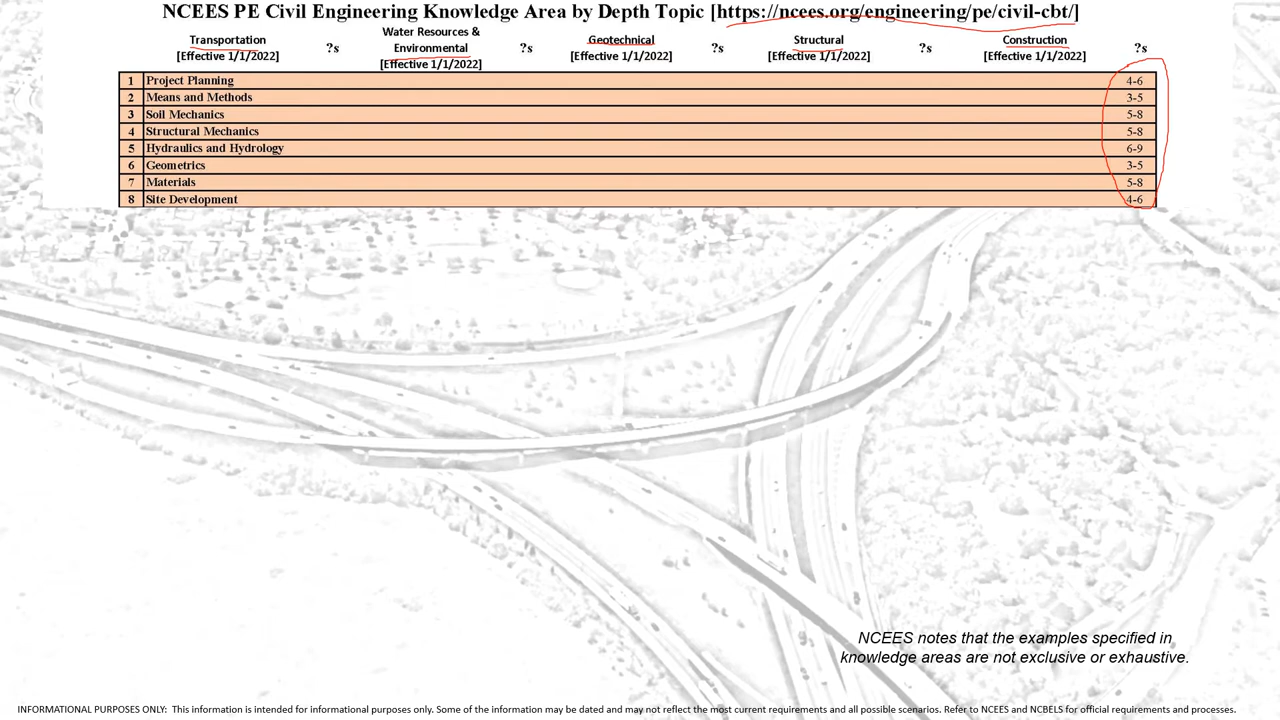 NCEES PE Civil Engineering Knowledge Area by Depth Topic [https://ncees.org/engineering/pe/civil-cbt/]
Transportation [Effective 1/1/2022] ?s Water Resources & Environmental [Effective 1/1/2022] ?s Geotechnical [Effective 1/1/2022] ?s Structural [Effective 1/1/2022] ?s Construction [Effective 1/1/2022] ?s
1 Project Planning 4-6
2 Means and Methods 3-5
3 Soil Mechanics 5-8
4 Structural Mechanics 5-8
5 Hydraulics and Hydrology 6-9
6 Geometrics 3-5
7 Materials 5-8
8 Site Development 4-6
NCEES notes that the examples specified in
knowledge areas are not exclusive or exhaustive.
INFORMATIONAL PURPOSES ONLY: This information is intended for informational purposes only. Some of the information may be dated and may not reflect the most current requirements and all possible scenarios. Refer to NCEES and NCBELS for official requirements and processes.